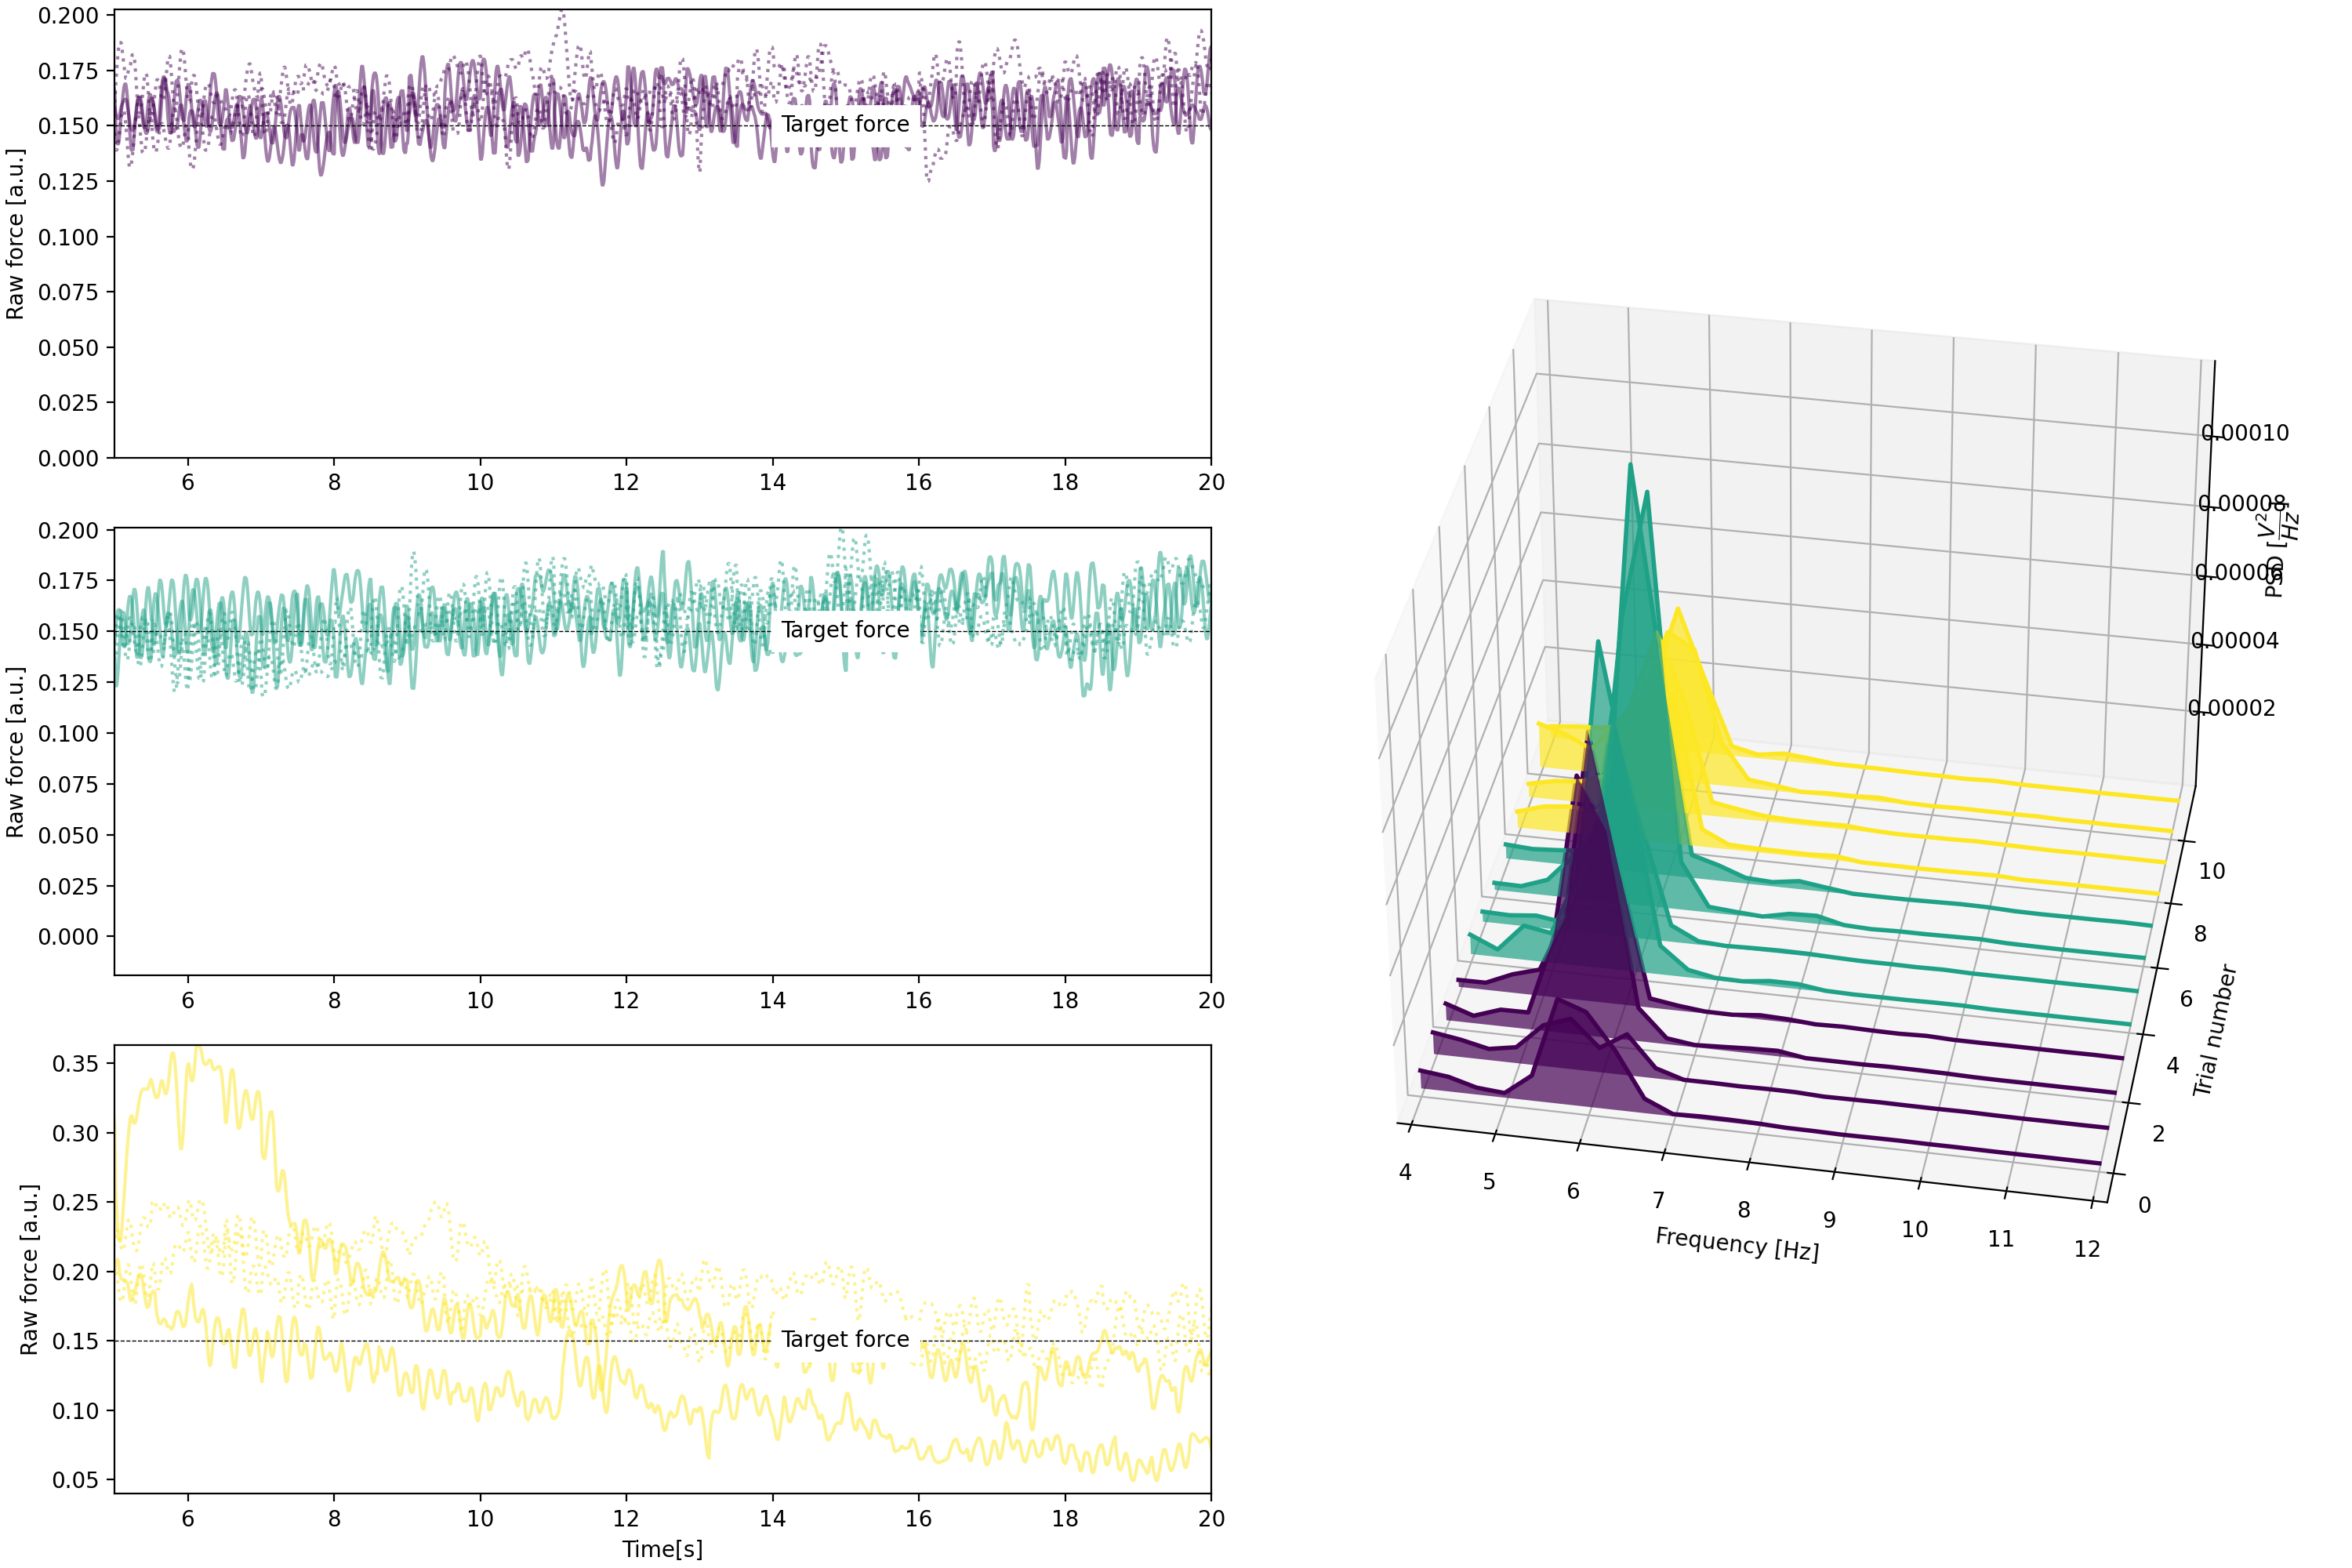 0.200
0.175
0.150
0.125
0.100
0.075
0.050
0.025
0.000
Raw force [a.u.]
Target force
6 8 10 12 14 16 18 20
0.200
0.175
0.150
0.125
0.100
0.075
0.050
0.025
0.000
Raw force [a.u.]
Target force
6 8 10 12 14 16 18 20
0.35
0.30
0.25
0.20
0.15
0.10
0.05
Raw force [a.u.]
Target force
6 8 10 12 14 16 18 20
Time[s]
0.00010
0.00008
0.00006
0.00004
0.00002
PSD [V²/Hz]
10
8
6
4
2
0
Trial number
4 5 6 7 8 9 10 11 12
Frequency [Hz]